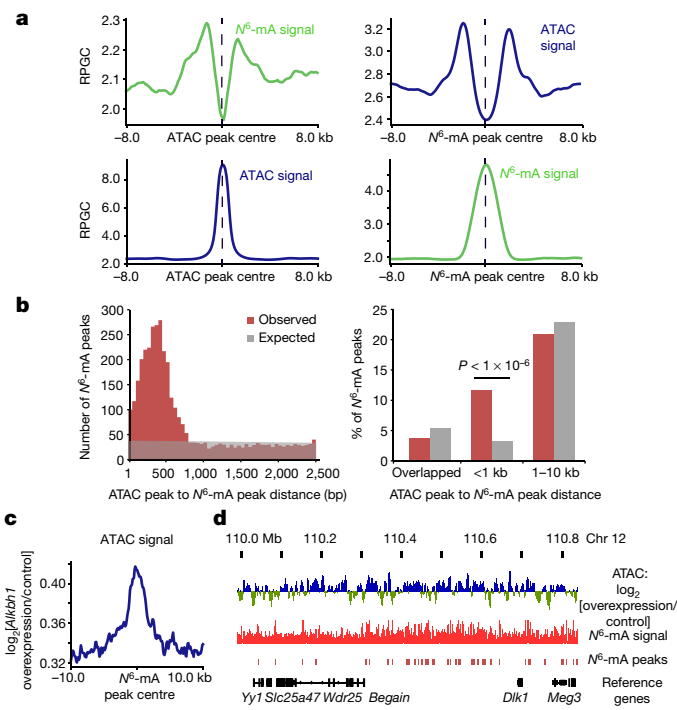 a
N⁶-mA signal
ATAC signal
RPGC
2.3
2.2
2.1
2.0
–8.0 ATAC peak centre 8.0 kb
3.2
3.0
2.8
2.6
2.4
–8.0 N⁶-mA peak centre 8.0 kb
ATAC signal
RPGC
8.0
6.0
4.0
2.0
–8.0 ATAC peak centre 8.0 kb
N⁶-mA signal
4.0
3.0
2.0
–8.0 N⁶-mA peak centre 8.0 kb
b
Number of N⁶-mA peaks
300
250
200
150
100
50
0
Observed
Expected
1 500 1,000 1,500 2,000 2,500
ATAC peak to N⁶-mA peak distance (bp)
% of N⁶-mA peaks
25
20
15
10
5
0
P < 1 × 10⁻⁶
Overlapped <1 kb 1–10 kb
ATAC peak to N⁶-mA peak distance
c
ATAC signal
log₂[Alkbh1
overexpression/control]
0.40
0.36
0.32
–10.0 N⁶-mA 10.0 kb
peak centre
d
110.0 Mb 110.2 110.4 110.6 110.8 Chr 12
ATAC:
log₂
[overexpression/
control]
N⁶-mA signal
N⁶-mA peaks
Reference
genes
Yy1 Slc25a47 Wdr25 Begain Dlk1 Meg3